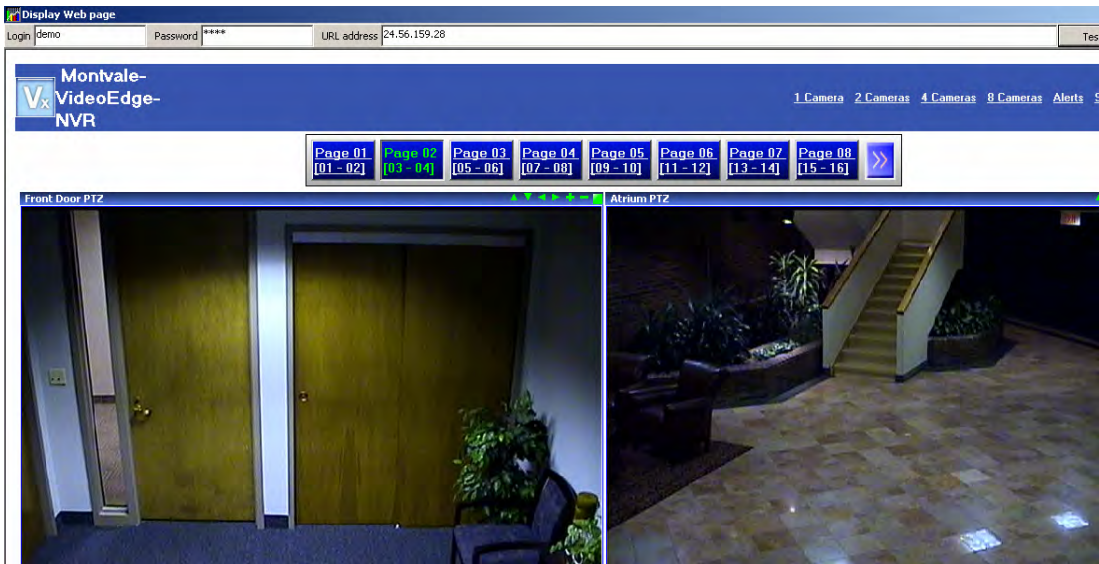 Display Web page
Login demo Password **** URL address 24.56.159.28 Tes
Vx Montvale-
VideoEdge-
NVR
1 Camera 2 Cameras 4 Cameras 8 Cameras Alerts S
Page 01 Page 02 Page 03 Page 04 Page 05 Page 06 Page 07 Page 08 »
[01 - 02] [03 - 04] [05 - 06] [07 - 08] [09 - 10] [11 - 12] [13 - 14] [15 - 16]
Front Door PTZ Atrium PTZ